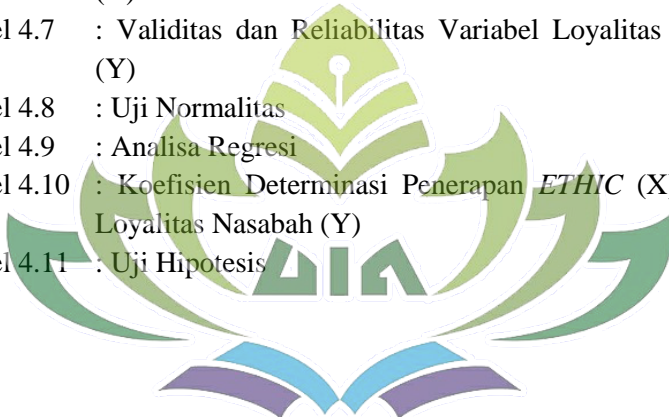 el 4.7 : Validitas dan Reliabilitas Variabel Loyalitas
(Y)
el 4.8 : Uji Normalitas
el 4.9 : Analisa Regresi
el 4.10 : Koefisien Determinasi Penerapan ETHIC (X
Loyalitas Nasabah (Y)
el 4.11 : Uji Hipotesis
UIN